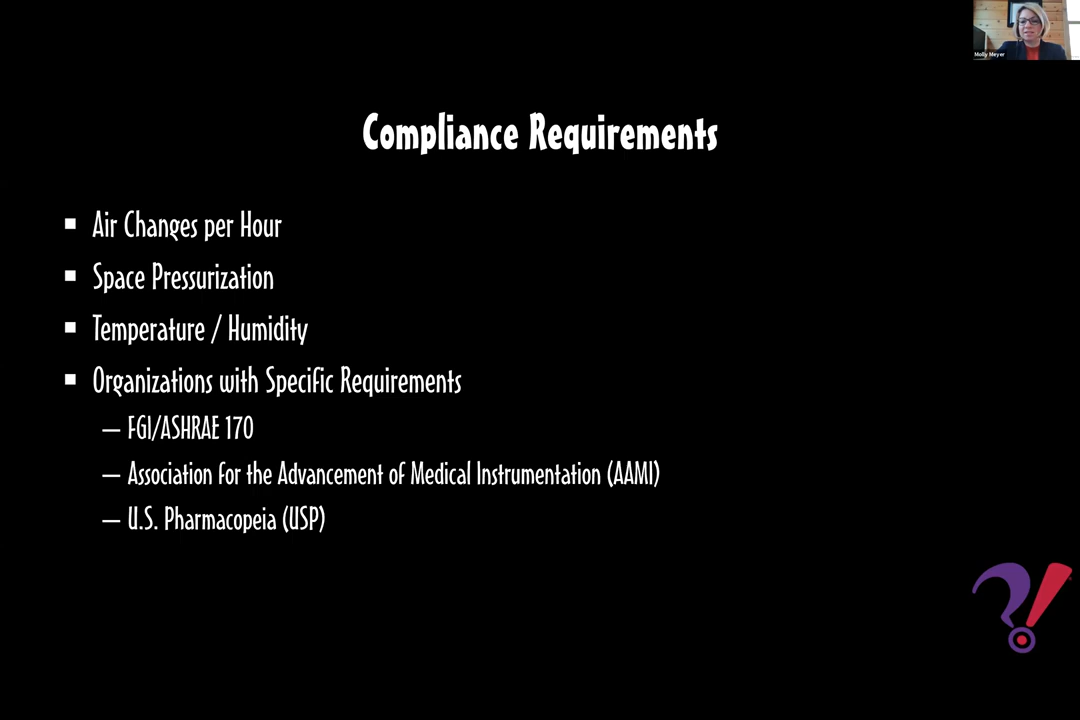 Molly Meyer
Compliance Requirements
▪ Air Changes per Hour
▪ Space Pressurization
▪ Temperature / Humidity
▪ Organizations with Specific Requirements
– FGI/ASHRAE 170
– Association for the Advancement of Medical Instrumentation (AAMI)
– U.S. Pharmacopeia (USP)
?!